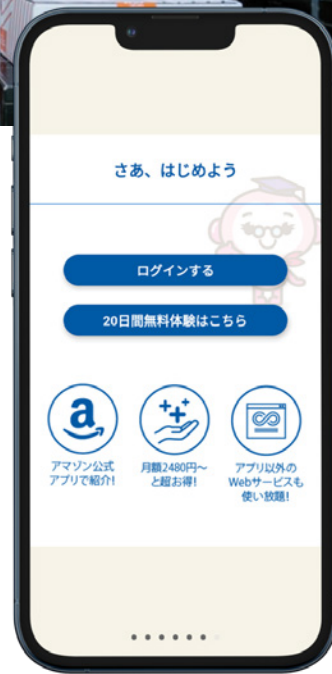 さあ、はじめよう
ログインする
20日間無料体験はこちら
a
アマゾン公式
アプリで紹介!
月額2480円〜
と超お得!
アプリ以外の
Webサービスも
使い放題!